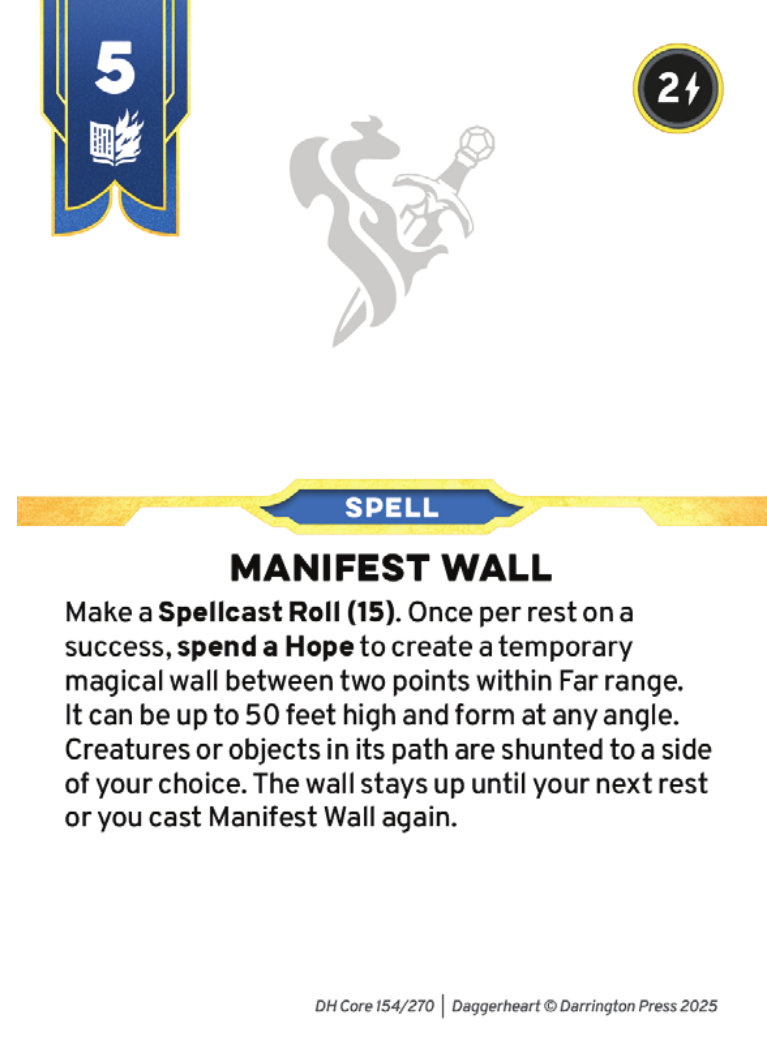 5
2
SPELL
MANIFEST WALL
Make a Spellcast Roll (15). Once per rest on a
success, spend a Hope to create a temporary
magical wall between two points within Far range.
It can be up to 50 feet high and form at any angle.
Creatures or objects in its path are shunted to a side
of your choice. The wall stays up until your next rest
or you cast Manifest Wall again.
DH Core 154/270 | Daggerheart © Darrington Press 2025